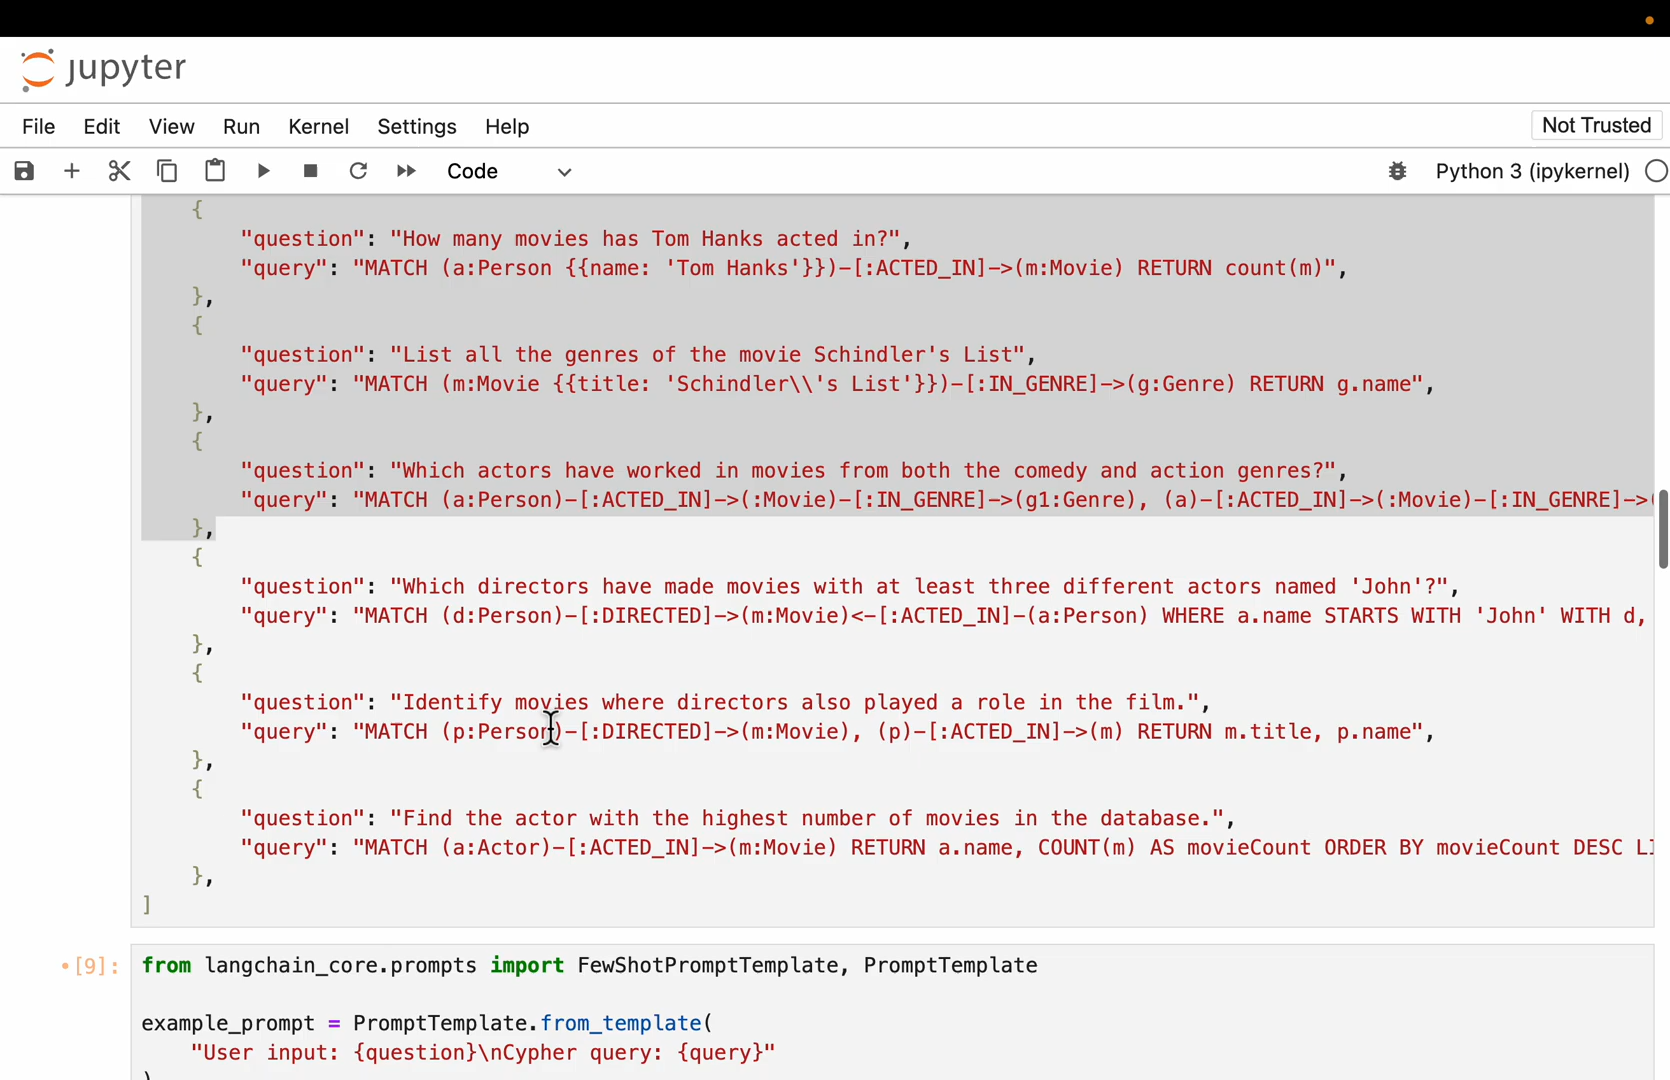 jupyter
File Edit View Run Kernel Settings Help
Not Trusted
Code
Python 3 (ipykernel)
{
"question": "How many movies has Tom Hanks acted in?",
"query": "MATCH (a:Person {{name: 'Tom Hanks'}})-[:ACTED_IN]->(m:Movie) RETURN count(m)",
},
{
"question": "List all the genres of the movie Schindler's List",
"query": "MATCH (m:Movie {{title: 'Schindler\\'s List'}})-[:IN_GENRE]->(g:Genre) RETURN g.name",
},
{
"question": "Which actors have worked in movies from both the comedy and action genres?",
"query": "MATCH (a:Person)-[:ACTED_IN]->(:Movie)-[:IN_GENRE]->(g1:Genre), (a)-[:ACTED_IN]->(:Movie)-[:IN_GENRE]->(
},
{
"question": "Which directors have made movies with at least three different actors named 'John'?",
"query": "MATCH (d:Person)-[:DIRECTED]->(m:Movie)<-[:ACTED_IN]-(a:Person) WHERE a.name STARTS WITH 'John' WITH d,
},
{
"question": "Identify movies where directors also played a role in the film.",
"query": "MATCH (p:Person)-[:DIRECTED]->(m:Movie), (p)-[:ACTED_IN]->(m) RETURN m.title, p.name",
},
{
"question": "Find the actor with the highest number of movies in the database.",
"query": "MATCH (a:Actor)-[:ACTED_IN]->(m:Movie) RETURN a.name, COUNT(m) AS movieCount ORDER BY movieCount DESC LI
},
]
•[9]: from langchain_core.prompts import FewShotPromptTemplate, PromptTemplate
example_prompt = PromptTemplate.from_template(
"User input: {question}\nCypher query: {query}"
)